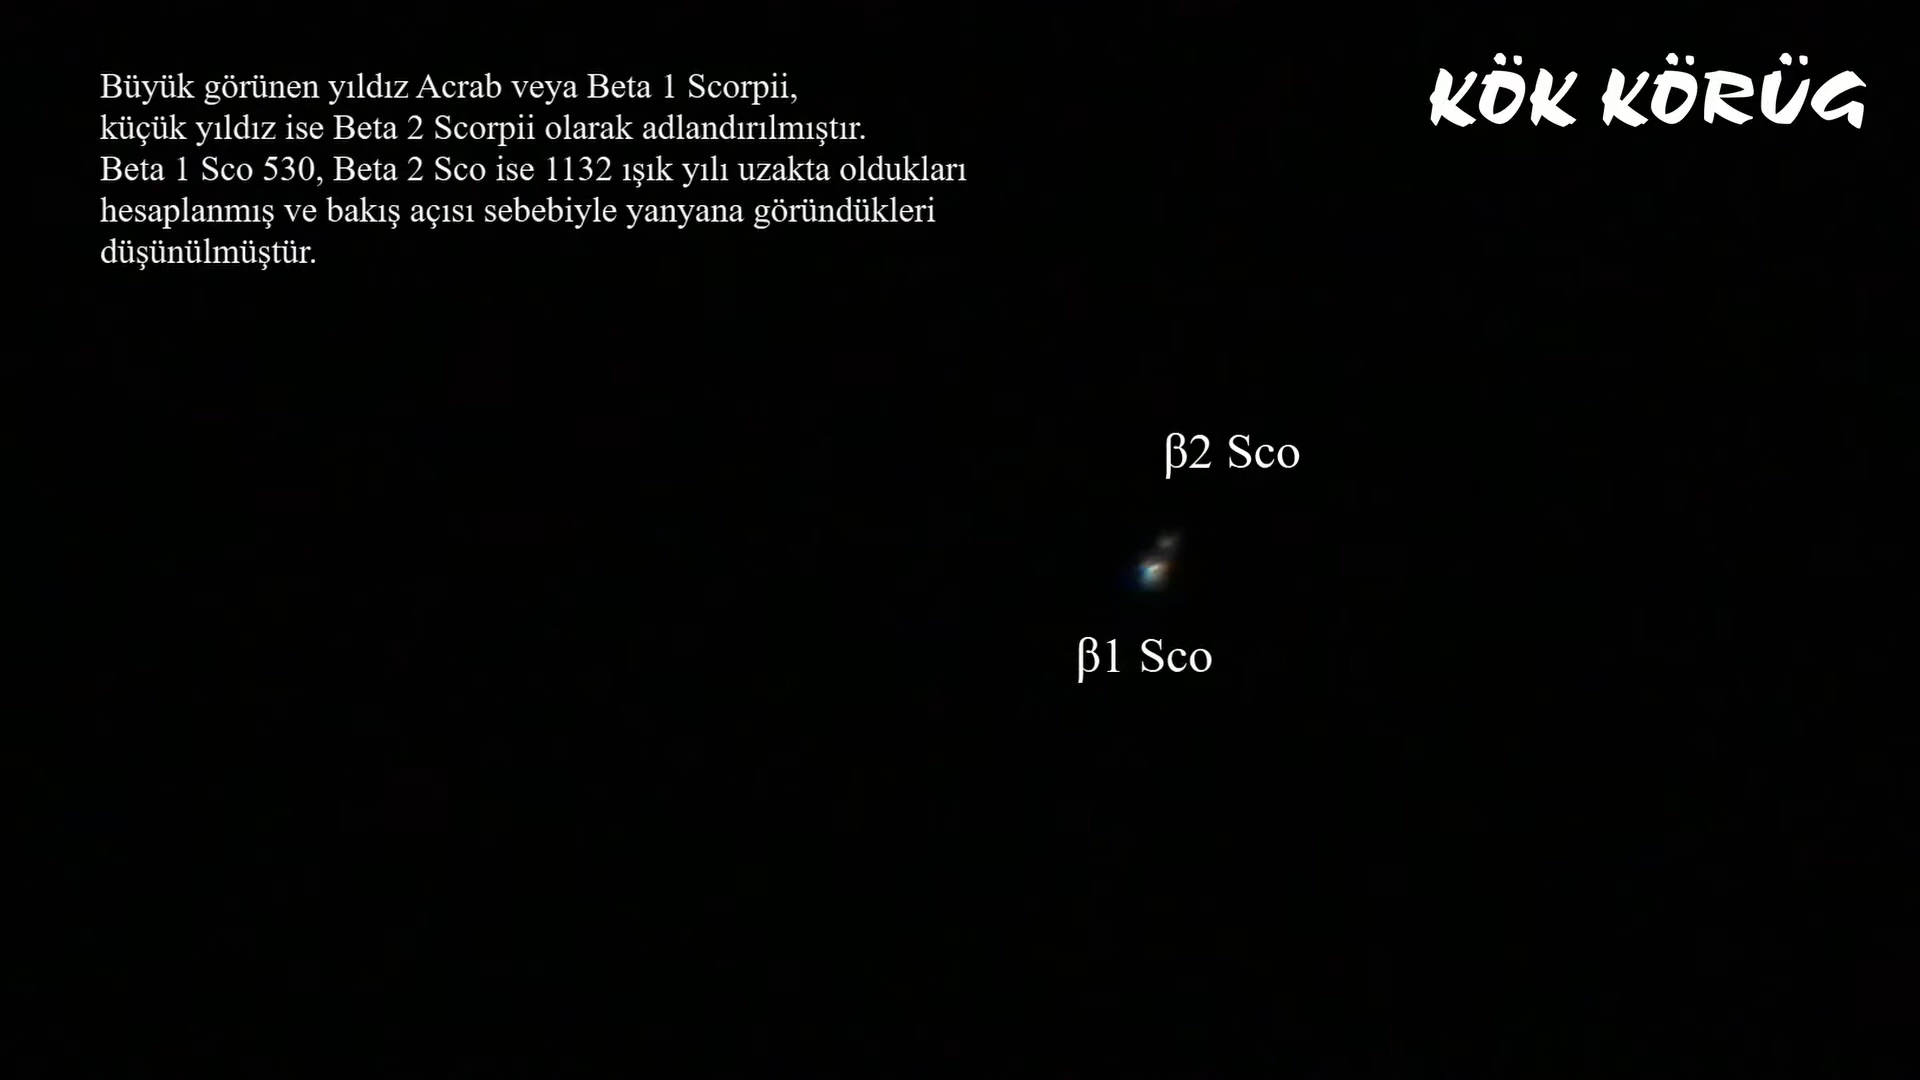 Büyük görünen yıldız Acrab veya Beta 1 Scorpii,
küçük yıldız ise Beta 2 Scorpii olarak adlandırılmıştır.
Beta 1 Sco 530, Beta 2 Sco ise 1132 ışık yılı uzakta oldukları
hesaplanmış ve bakış açısı sebebiyle yanyana göründükleri
düşünülmüştür.
KÖK KÖRÜG
β2 Sco
β1 Sco